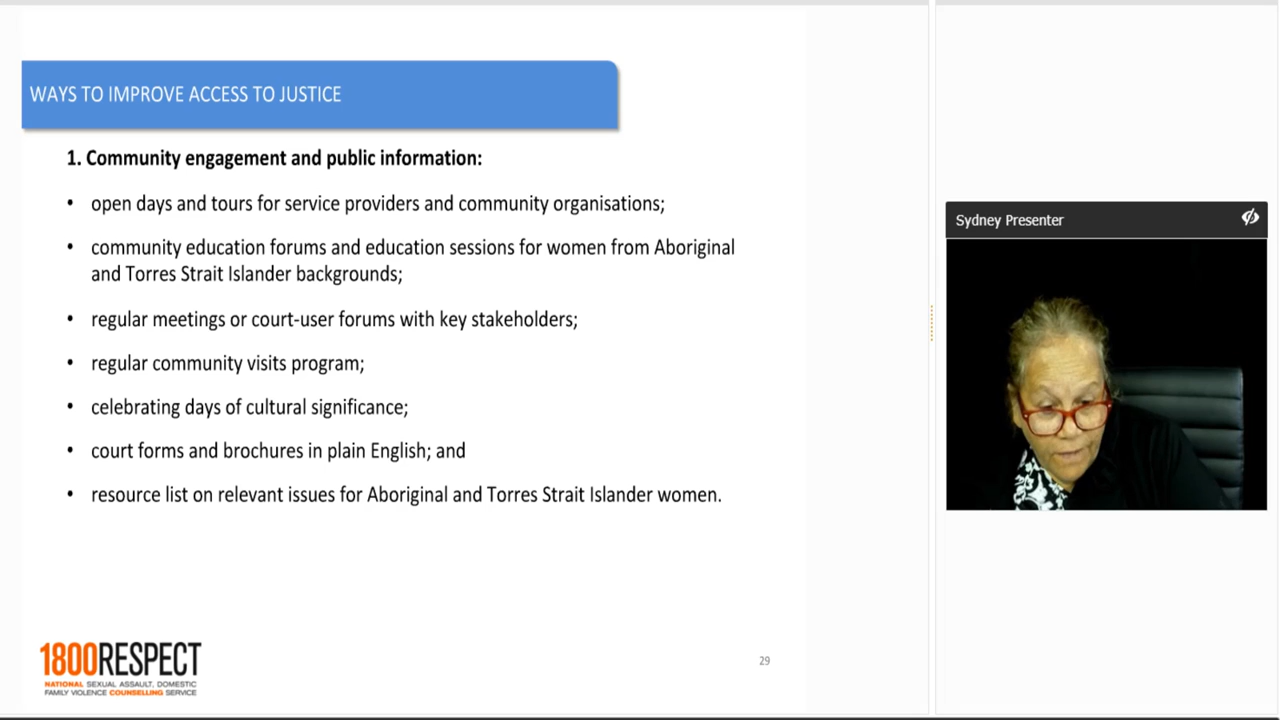 WAYS TO IMPROVE ACCESS TO JUSTICE
1. Community engagement and public information:
• open days and tours for service providers and community organisations;
• community education forums and education sessions for women from Aboriginal
and Torres Strait Islander backgrounds;
• regular meetings or court-user forums with key stakeholders;
• regular community visits program;
• celebrating days of cultural significance;
• court forms and brochures in plain English; and
• resource list on relevant issues for Aboriginal and Torres Strait Islander women.
1800RESPECT
NATIONAL SEXUAL ASSAULT, DOMESTIC
FAMILY VIOLENCE COUNSELLING SERVICE
29
Sydney Presenter